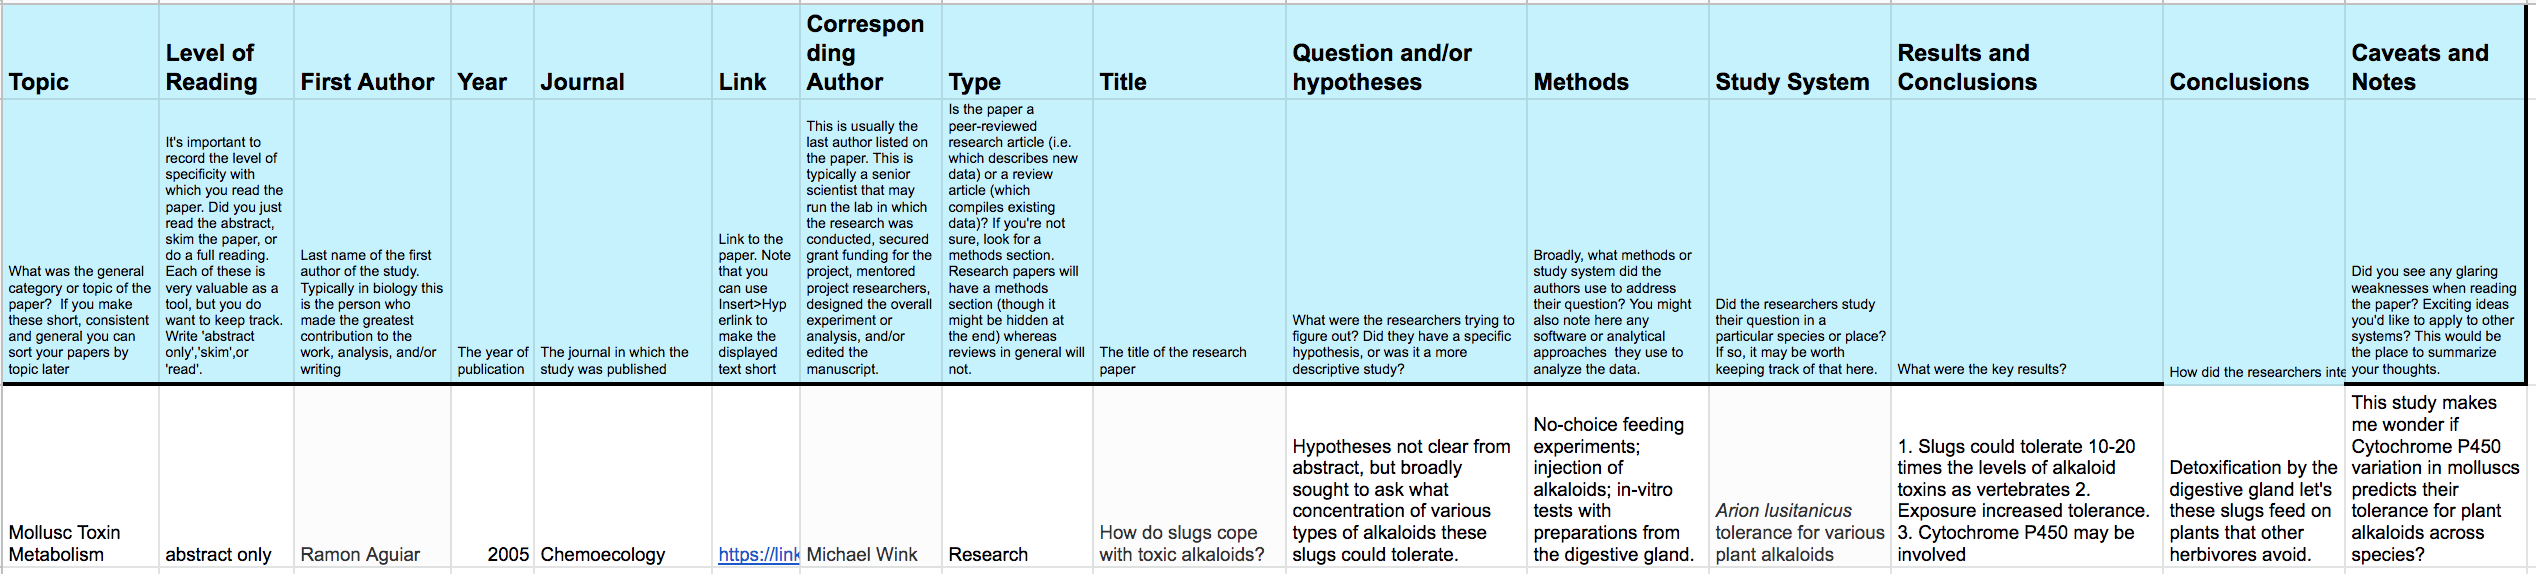 Topic
Level of
Reading
First Author
Year
Journal
Link
Correspon
ding
Author
Type
Title
Question and/or
hypotheses
Methods
Study System
Results and
Conclusions
Conclusions
Caveats and
Notes
What was the general
category or topic of the
paper?  If you make
these short, consistent
and general you can
sort your papers by
topic later
It's important to
record the level of
specificity with
which you read the
paper. Did you just
read the abstract,
skim the paper, or
do a full reading.
Each of these is
very valuable as a
tool, but you do
want to keep track.
Write 'abstract
only','skim',or
'read'.
Last name of the first
author of the study.
Typically in biology this
is the person who
made the greatest
contribution to the
work, analysis, and/or
writing
The year of
publication
The journal in which the
study was published
Link to the
paper. Note
that you
can use
Insert>Hyp
erlink to
make the
displayed
text short
This is usually the
last author listed on
the paper. This is
typically a senior
scientist that may
run the lab in which
the research was
conducted, secured
grant funding for the
project, mentored
project researchers,
designed the overall
experiment or
analysis, and/or
edited the
manuscript.
Is the paper a
peer-reviewed
research article (i.e.
which describes new
data) or a review
article (which
compiles existing
data)? If you're not
sure, look for a
methods section.
Research papers will
have a methods
section (though it
might be hidden at
the end) whereas
reviews in general will
not.
The title of the research
paper
What were the researchers trying to
figure out? Did they have a specific
hypothesis, or was it a more
descriptive study?
Broadly, what methods or
study system did the
authors use to address
their question? You might
also note here any
software or analytical
approaches  they use to
analyze the data.
Did the researchers study
their question in a
particular species or place?
If so, it may be worth
keeping track of that here.
What were the key results?
How did the researchers inte
Did you see any glaring
weaknesses when reading
the paper? Exciting ideas
you'd like to apply to other
systems? This would be
the place to summarize
your thoughts.
Mollusc Toxin
Metabolism
abstract only
Ramon Aguiar
2005
Chemoecology
https://link
Michael Wink
Research
How do slugs cope
with toxic alkaloids?
Hypotheses not clear from
abstract, but broadly
sought to ask what
concentration of various
types of alkaloids these
slugs could tolerate.
No-choice feeding
experiments;
injection of
alkaloids; in-vitro
tests with
preparations from
the digestive gland.
Arion lusitanicus
tolerance for various
plant alkaloids
1. Slugs could tolerate 10-20
times the levels of alkaloid
toxins as vertebrates 2.
Exposure increased tolerance.
3. Cytochrome P450 may be
involved
Detoxification by the
digestive gland let's
these slugs feed on
plants that other
herbivores avoid.
This study makes
me wonder if
Cytochrome P450
variation in molluscs
predicts their
tolerance for plant
alkaloids across
species?